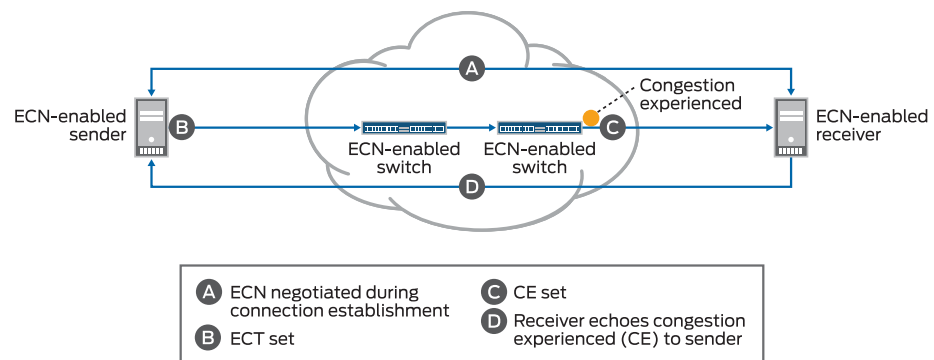 A
Congestion
experienced
ECN-enabled
sender
B
C
ECN-enabled
receiver
ECN-enabled
switch
ECN-enabled
switch
D
A ECN negotiated during
connection establishment
B ECT set
C CE set
D Receiver echoes congestion
experienced (CE) to sender